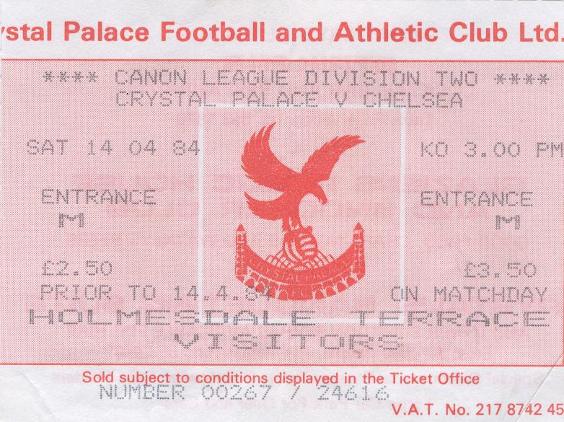 ystal Palace Football and Athletic Club Ltd.
**** CANON LEAGUE DIVISION TWO ****
CRYSTAL PALACE V CHELSEA
SAT 14 04 84 KO 3.00 PM
ENTRANCE ENTRANCE
M M
£2.50 £3.50
PRIOR TO 14.4.84 ON MATCHDAY
HOLMESDALE TERRACE
VISITORS
Sold subject to conditions displayed in the Ticket Office
NUMBER 00267 / 24616
V.A.T. No. 217 8742 45